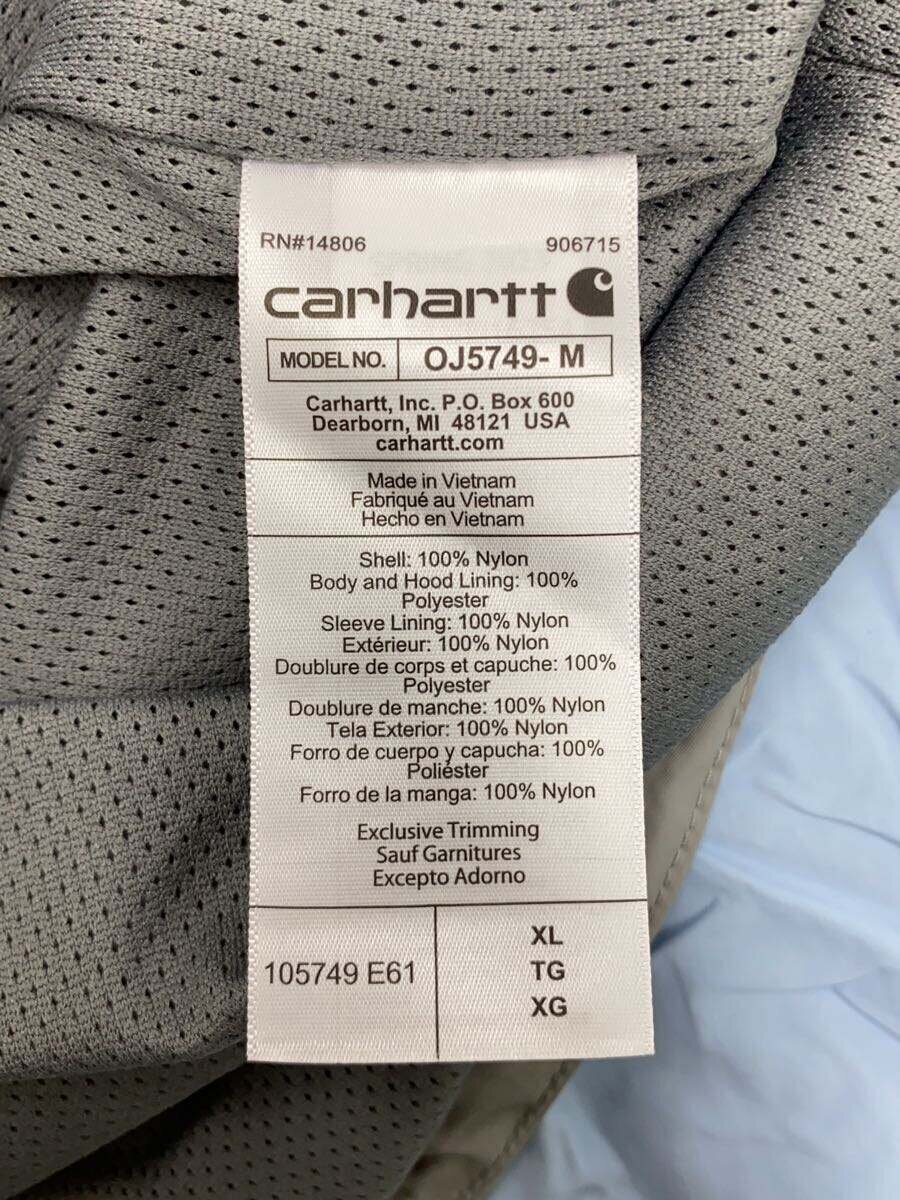 RN#14806 906715
carhartt
MODEL NO. OJ5749- M
Carhartt, Inc. P.O. Box 600
Dearborn, MI 48121 USA
carhartt.com
Made in Vietnam
Fabriqué au Vietnam
Hecho en Vietnam
Shell: 100% Nylon
Body and Hood Lining: 100%
Polyester
Sleeve Lining: 100% Nylon
Extérieur: 100% Nylon
Doublure de corps et capuche: 100%
Polyester
Doublure de manche: 100% Nylon
Tela Exterior: 100% Nylon
Forro de cuerpo y capucha: 100%
Poliéster
Forro de la manga: 100% Nylon
Exclusive Trimming
Sauf Garnitures
Excepto Adorno
105749 E61
XL
TG
XG